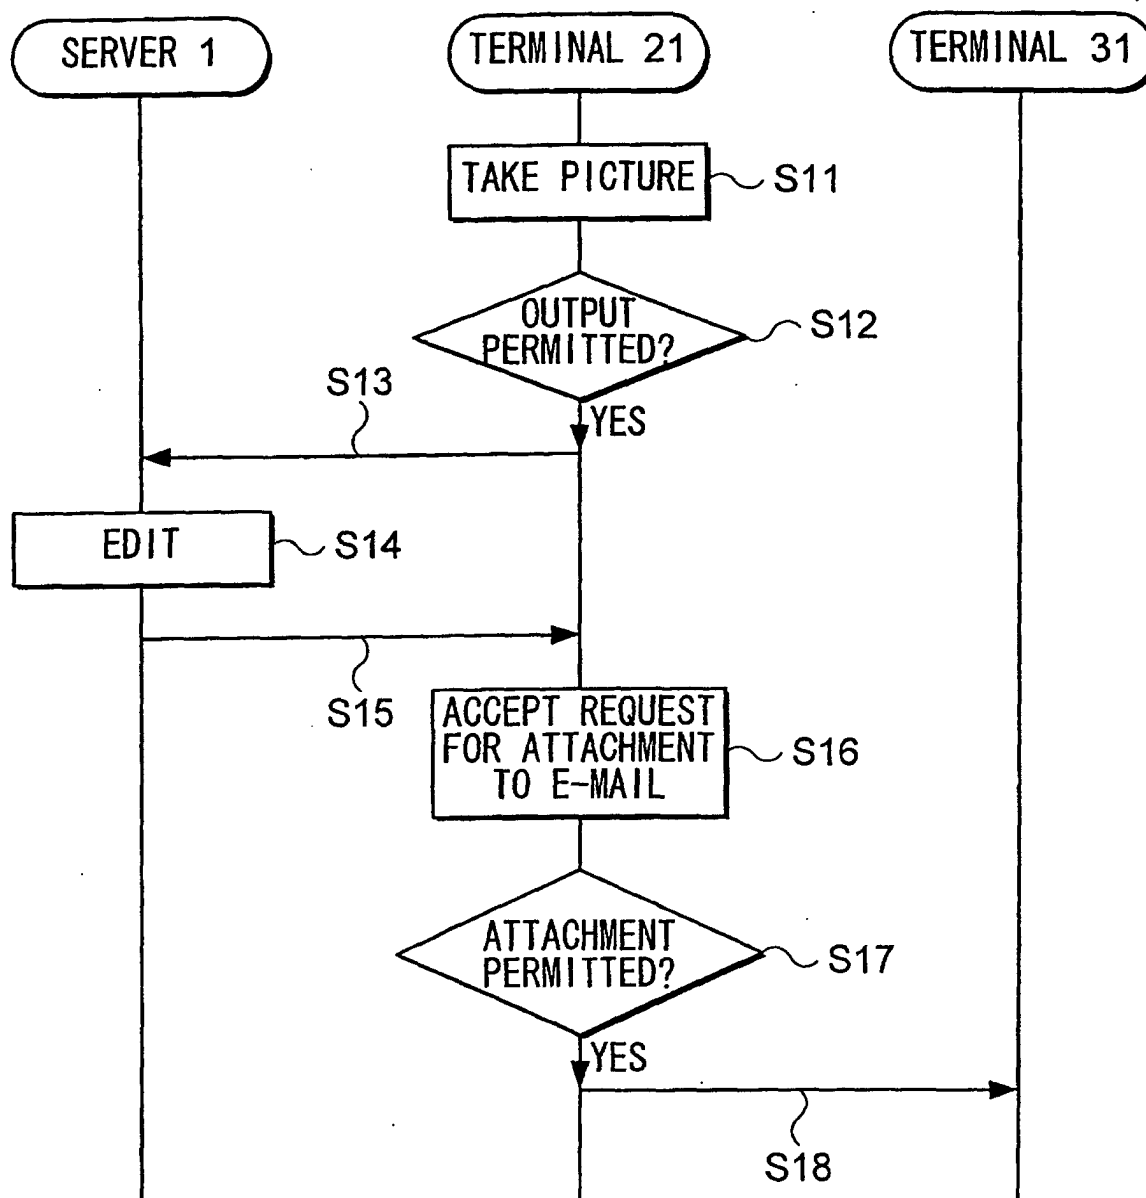 SERVER 1
TERMINAL 21
TERMINAL 31
TAKE PICTURE
S11
OUTPUT
PERMITTED?
S12
S13
YES
EDIT
S14
S15
ACCEPT REQUEST
FOR ATTACHMENT
TO E-MAIL
S16
ATTACHMENT
PERMITTED?
S17
YES
S18